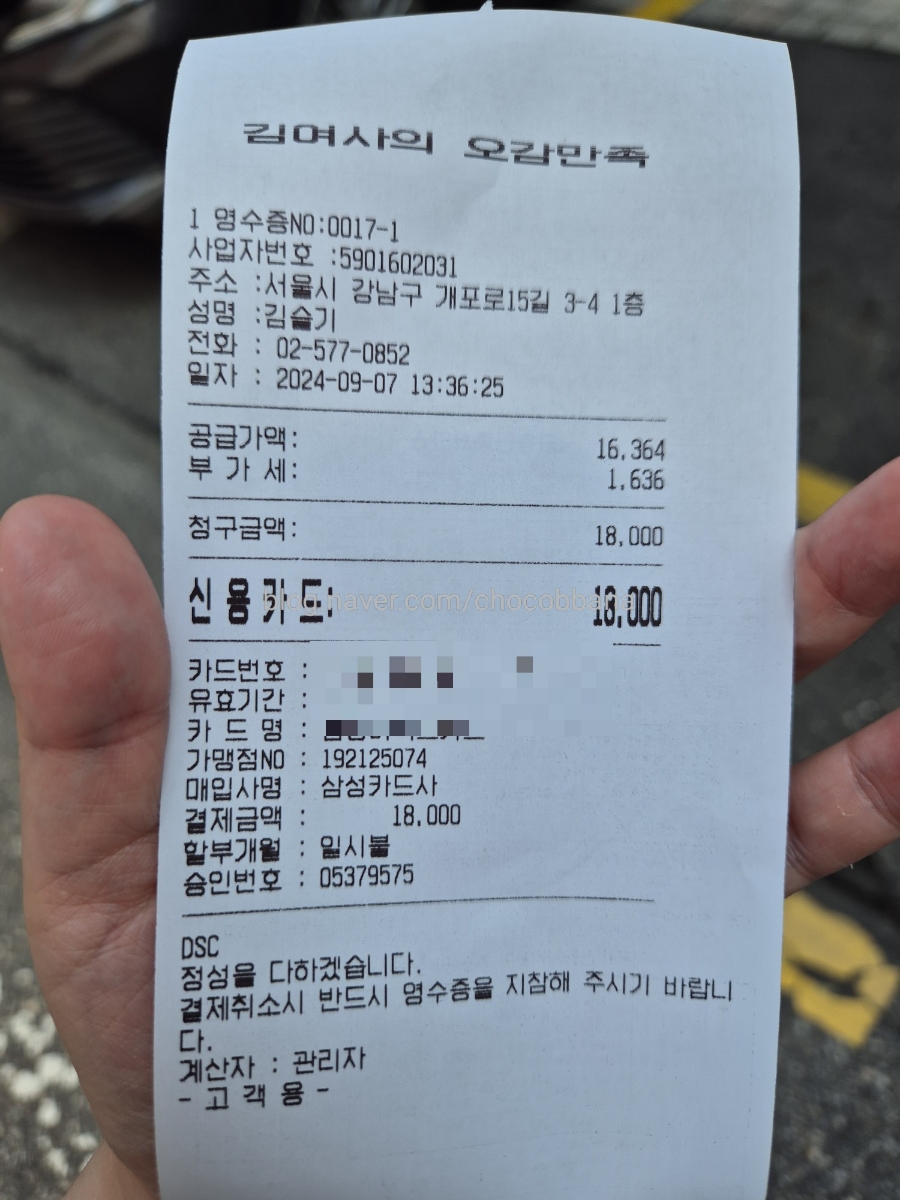 김여사의 오감만족
1 영수증NO:0017-1
사업자번호 :5901602031
주소 :서울시 강남구 개포로15길 3-4 1층
성명 :김슬기
전화 : 02-577-0852
일자 : 2024-09-07 13:36:25
공급가액: 16,364
부 가 세: 1,636
청구금액: 18,000
신용카드: 18,000
blog.naver.com/chocobbana
카드번호 :
유효기간 :
카 드 명 :
가맹점NO : 192125074
매입사명 : 삼성카드사
결제금액 : 18,000
할부개월 : 일시불
승인번호 : 05379575
DSC
정성을 다하겠습니다.
결제취소시 반드시 영수증을 지참해 주시기 바랍니
다.
계산자 : 관리자
- 고 객 용 -